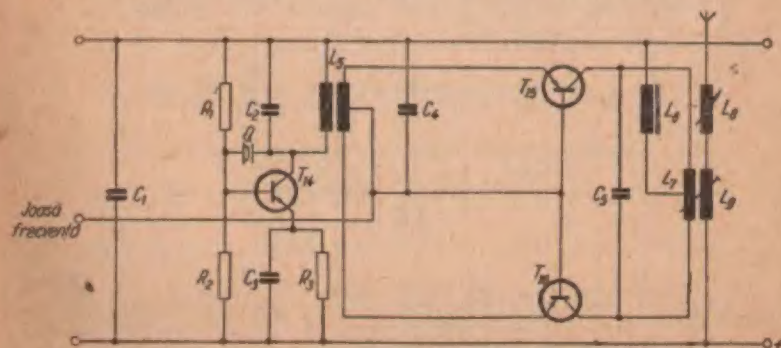 R1
C2
L5
C4
T15
L6
L8
Q
T14
C1
L7
L9
C5
Joasă
frecvență
R2
C3
R3
T16